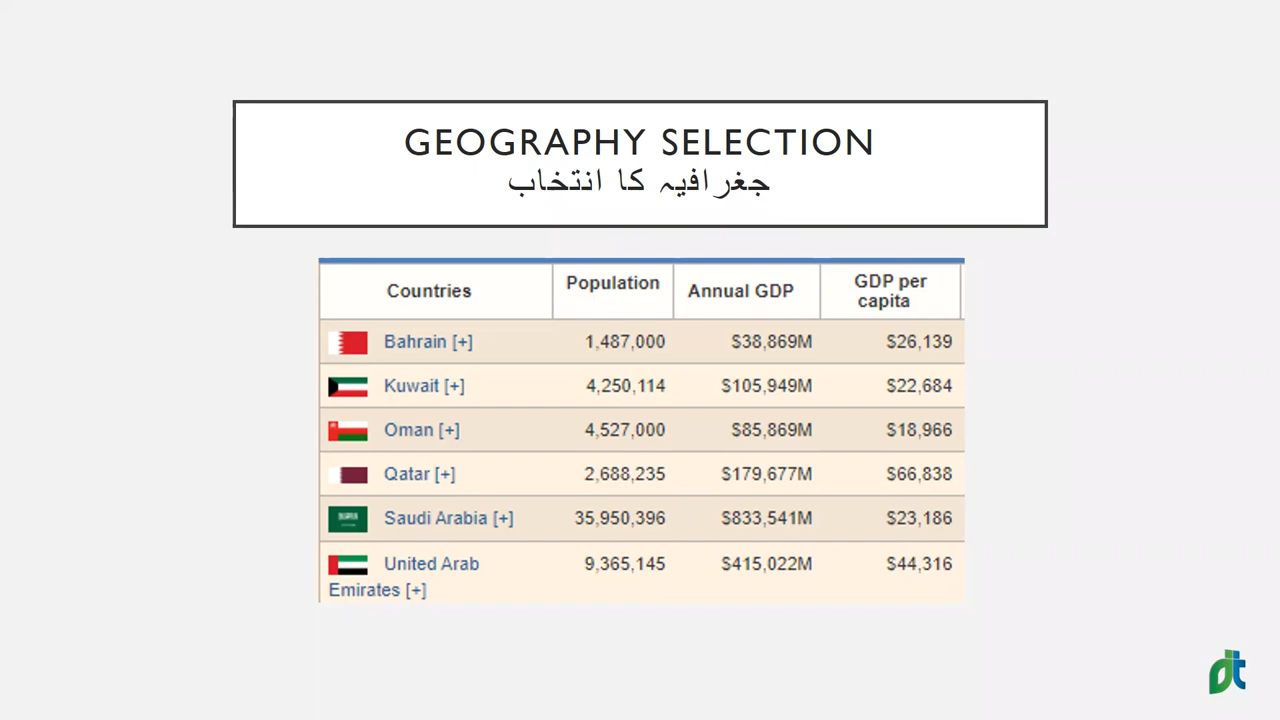 GEOGRAPHY SELECTION
جغرافیہ کا انتخاب
Countries Population Annual GDP GDP per capita
Bahrain [+] 1,487,000 $38,869M $26,139
Kuwait [+] 4,250,114 $105,949M $22,684
Oman [+] 4,527,000 $85,869M $18,966
Qatar [+] 2,688,235 $179,677M $66,838
Saudi Arabia [+] 35,950,396 $833,541M $23,186
United Arab 9,365,145 $415,022M $44,316
Emirates [+]
dt